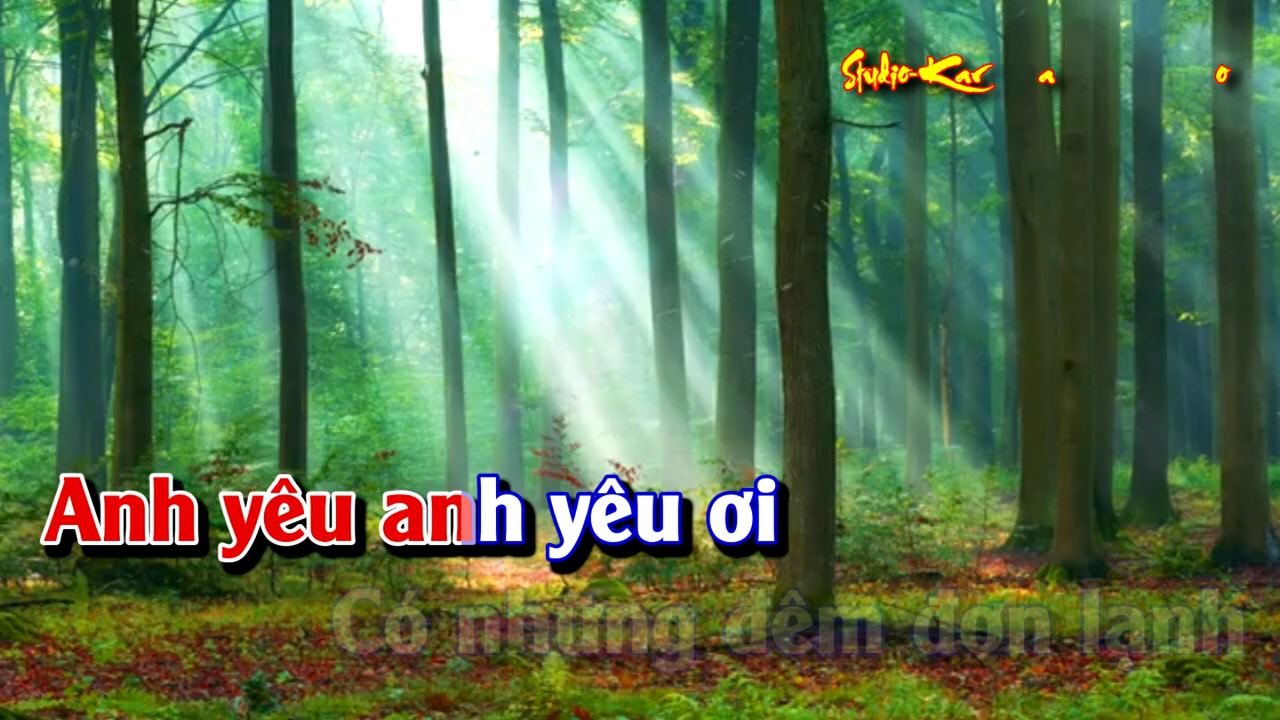 Studio-Kar a o
Anh yêu anh yêu ơi
Có những đêm đơn lạnh